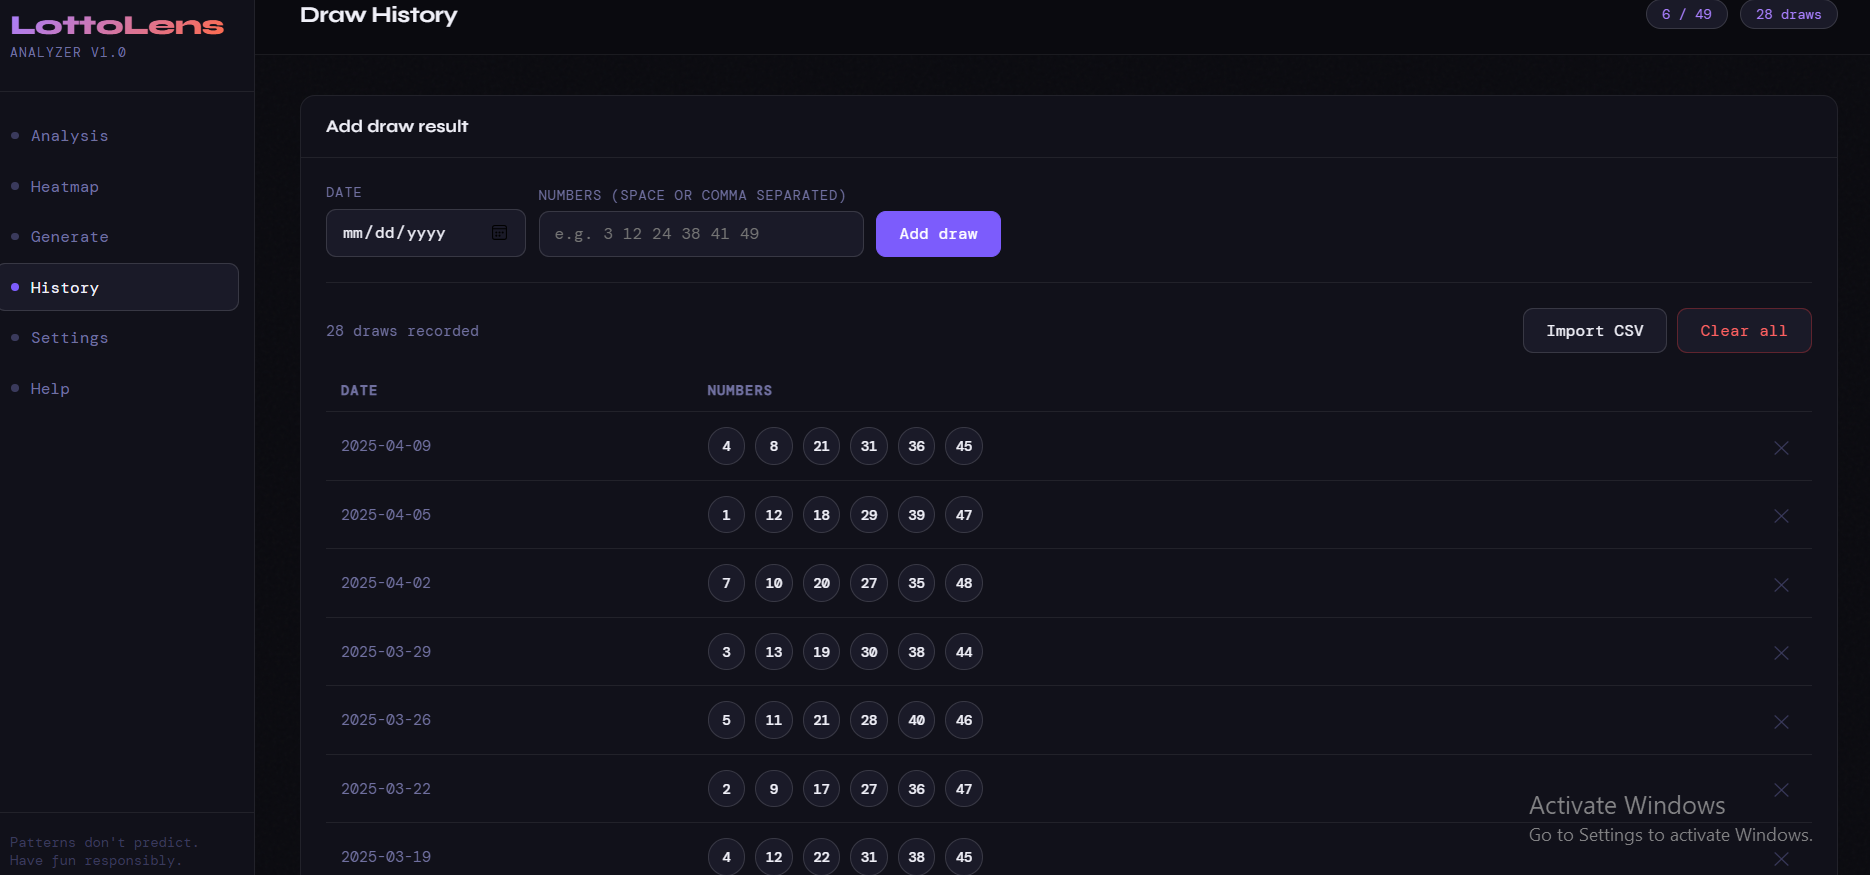 LottoLens
ANALYZER V1.0
Analysis
Heatmap
Generate
History
Settings
Help
Patterns don't predict.
Have fun responsibly.
Draw History
6 / 49
28 draws
Add draw result
DATE
NUMBERS (SPACE OR COMMA SEPARATED)
mm/dd/yyyy
e.g. 3 12 24 38 41 49
Add draw
28 draws recorded
Import CSV
Clear all
DATE NUMBERS
2025-04-09 4 8 21 31 36 45
2025-04-05 1 12 18 29 39 47
2025-04-02 7 10 20 27 35 48
2025-03-29 3 13 19 30 38 44
2025-03-26 5 11 21 28 40 46
2025-03-22 2 9 17 27 36 47
2025-03-19 4 12 22 31 38 45
Activate Windows
Go to Settings to activate Windows.